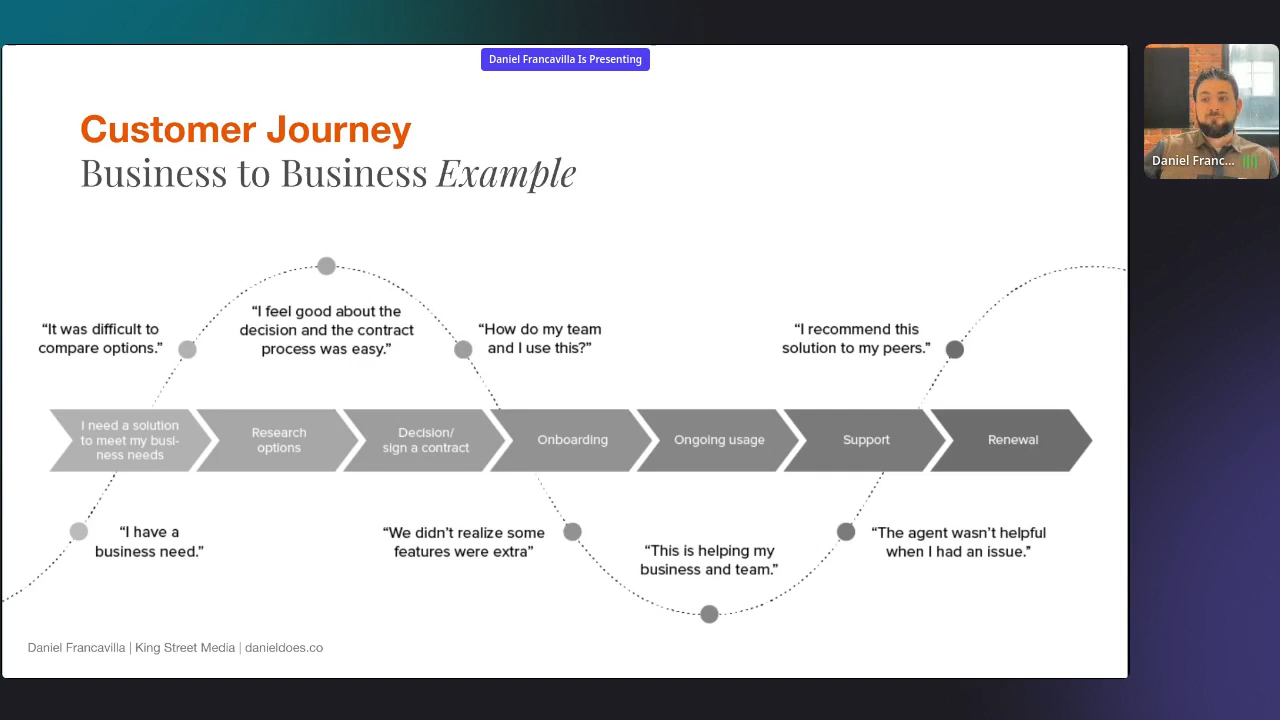 Daniel Francavilla Is Presenting
Customer Journey
Business to Business Example
“It was difficult to
compare options.”
“I feel good about the
decision and the contract
process was easy.”
“How do my team
and I use this?”
“I recommend this
solution to my peers.”
I need a solution
to meet my busi-
ness needs
Research
options
Decision/
sign a contract
Onboarding
Ongoing usage
Support
Renewal
“I have a
business need.”
“We didn’t realize some
features were extra”
“This is helping my
business and team.”
“The agent wasn’t helpful
when I had an issue.”
Daniel Francavilla | King Street Media | danieldoes.co
Daniel Franc...